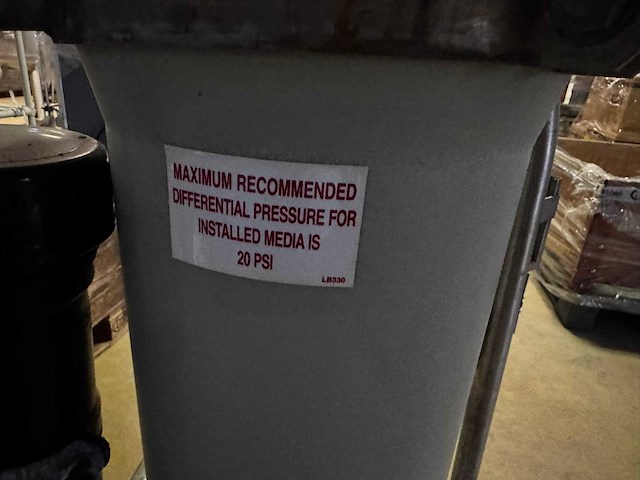 MAXIMUM RECOMMENDED
DIFFERENTIAL PRESSURE FOR
INSTALLED MEDIA IS
20 PSI
LB330